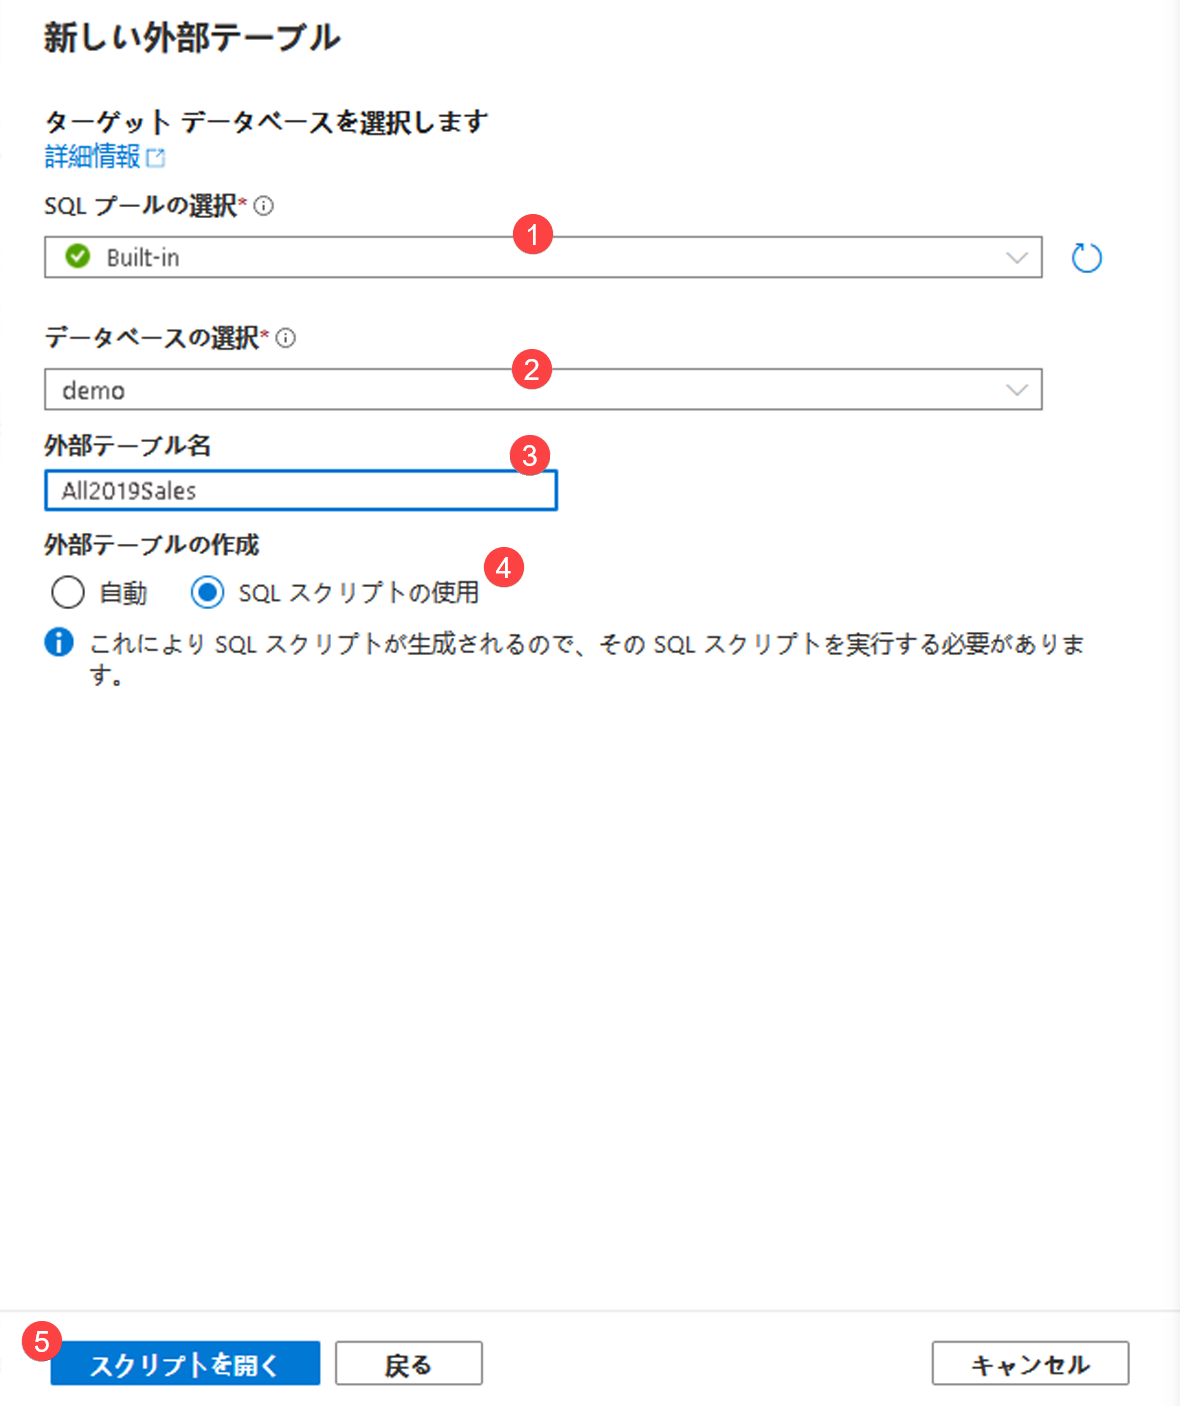 新しい外部テーブル
ターゲット データベースを選択します
詳細情報
SQL プールの選択* 
1
Built-in
データベースの選択*
2
demo
外部テーブル名
3
All2019Sales
外部テーブルの作成
4
自動 SQL スクリプトの使用
これにより SQL スクリプトが生成されるので、その SQL スクリプトを実行する必要がありま
す。
5
スクリプトを開く 戻る キャンセル